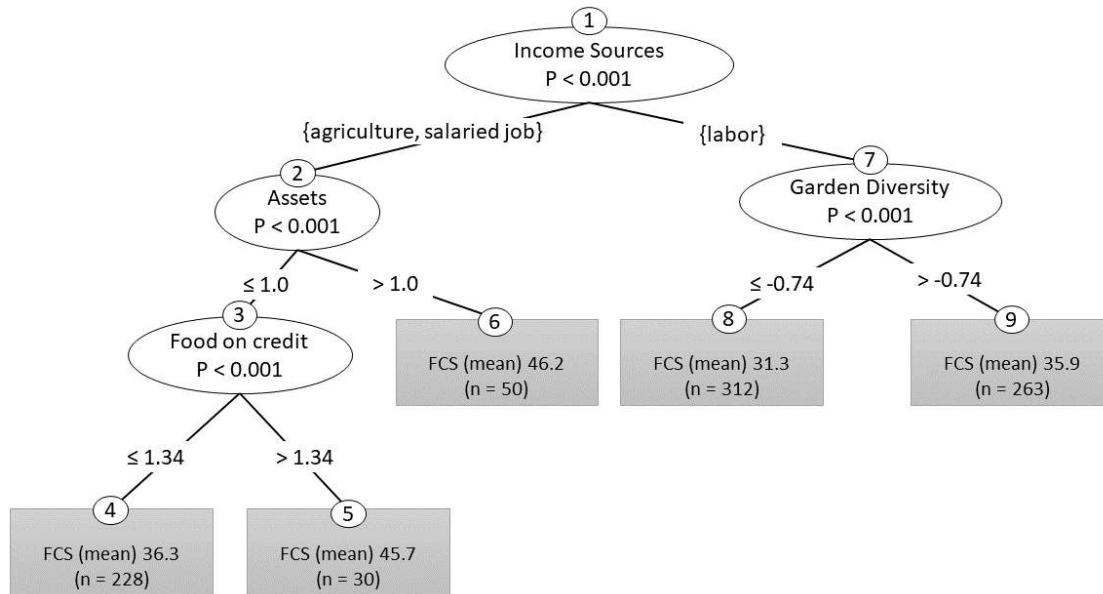 1
Income Sources
P < 0.001
{agriculture, salaried job}
{labor}
2
Assets
P < 0.001
7
Garden Diversity
P < 0.001
≤ 1.0
> 1.0
≤ -0.74
> -0.74
3
Food on credit
P < 0.001
6
FCS (mean) 46.2
(n = 50)
8
FCS (mean) 31.3
(n = 312)
9
FCS (mean) 35.9
(n = 263)
≤ 1.34
> 1.34
4
FCS (mean) 36.3
(n = 228)
5
FCS (mean) 45.7
(n = 30)